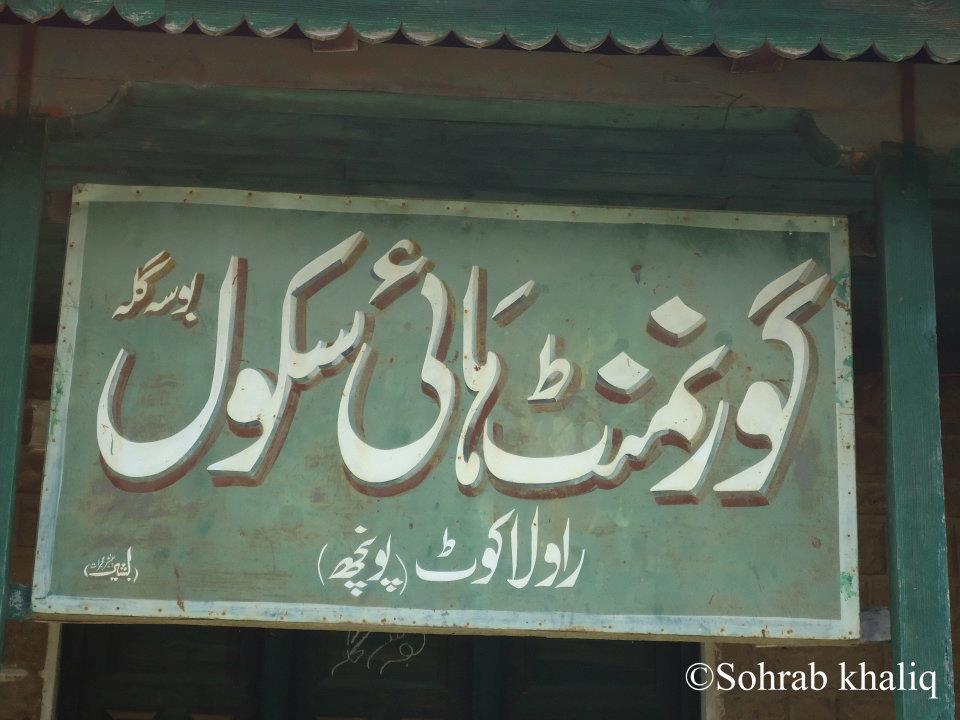 گورنمنٹ ہائی سکول بوسہ گلہ
راولاکوٹ (پونچھ)
©Sohrab khaliq